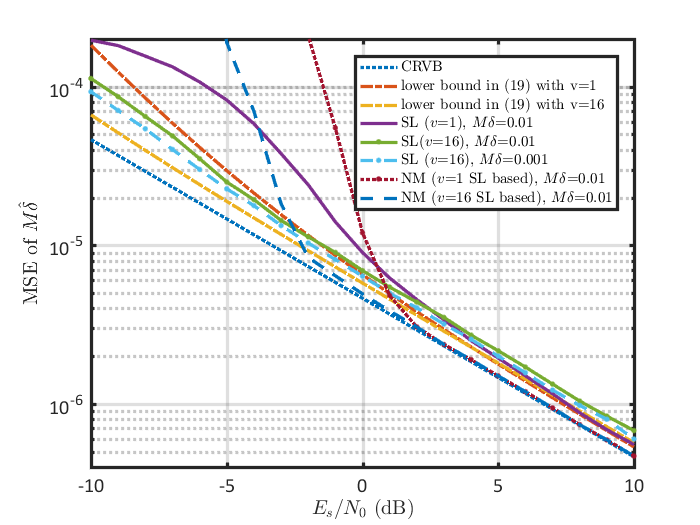 CRVB
lower bound in (19) with v=1
lower bound in (19) with v=16
SL (v=1), Mδ=0.01
SL(v=16), Mδ=0.01
SL (v=16), Mδ=0.001
NM (v=1 SL based), Mδ=0.01
NM (v=16 SL based), Mδ=0.01
MSE of Mδ̂
10⁻⁴
10⁻⁵
10⁻⁶
-10 -5 0 5 10
Eₛ/N₀ (dB)